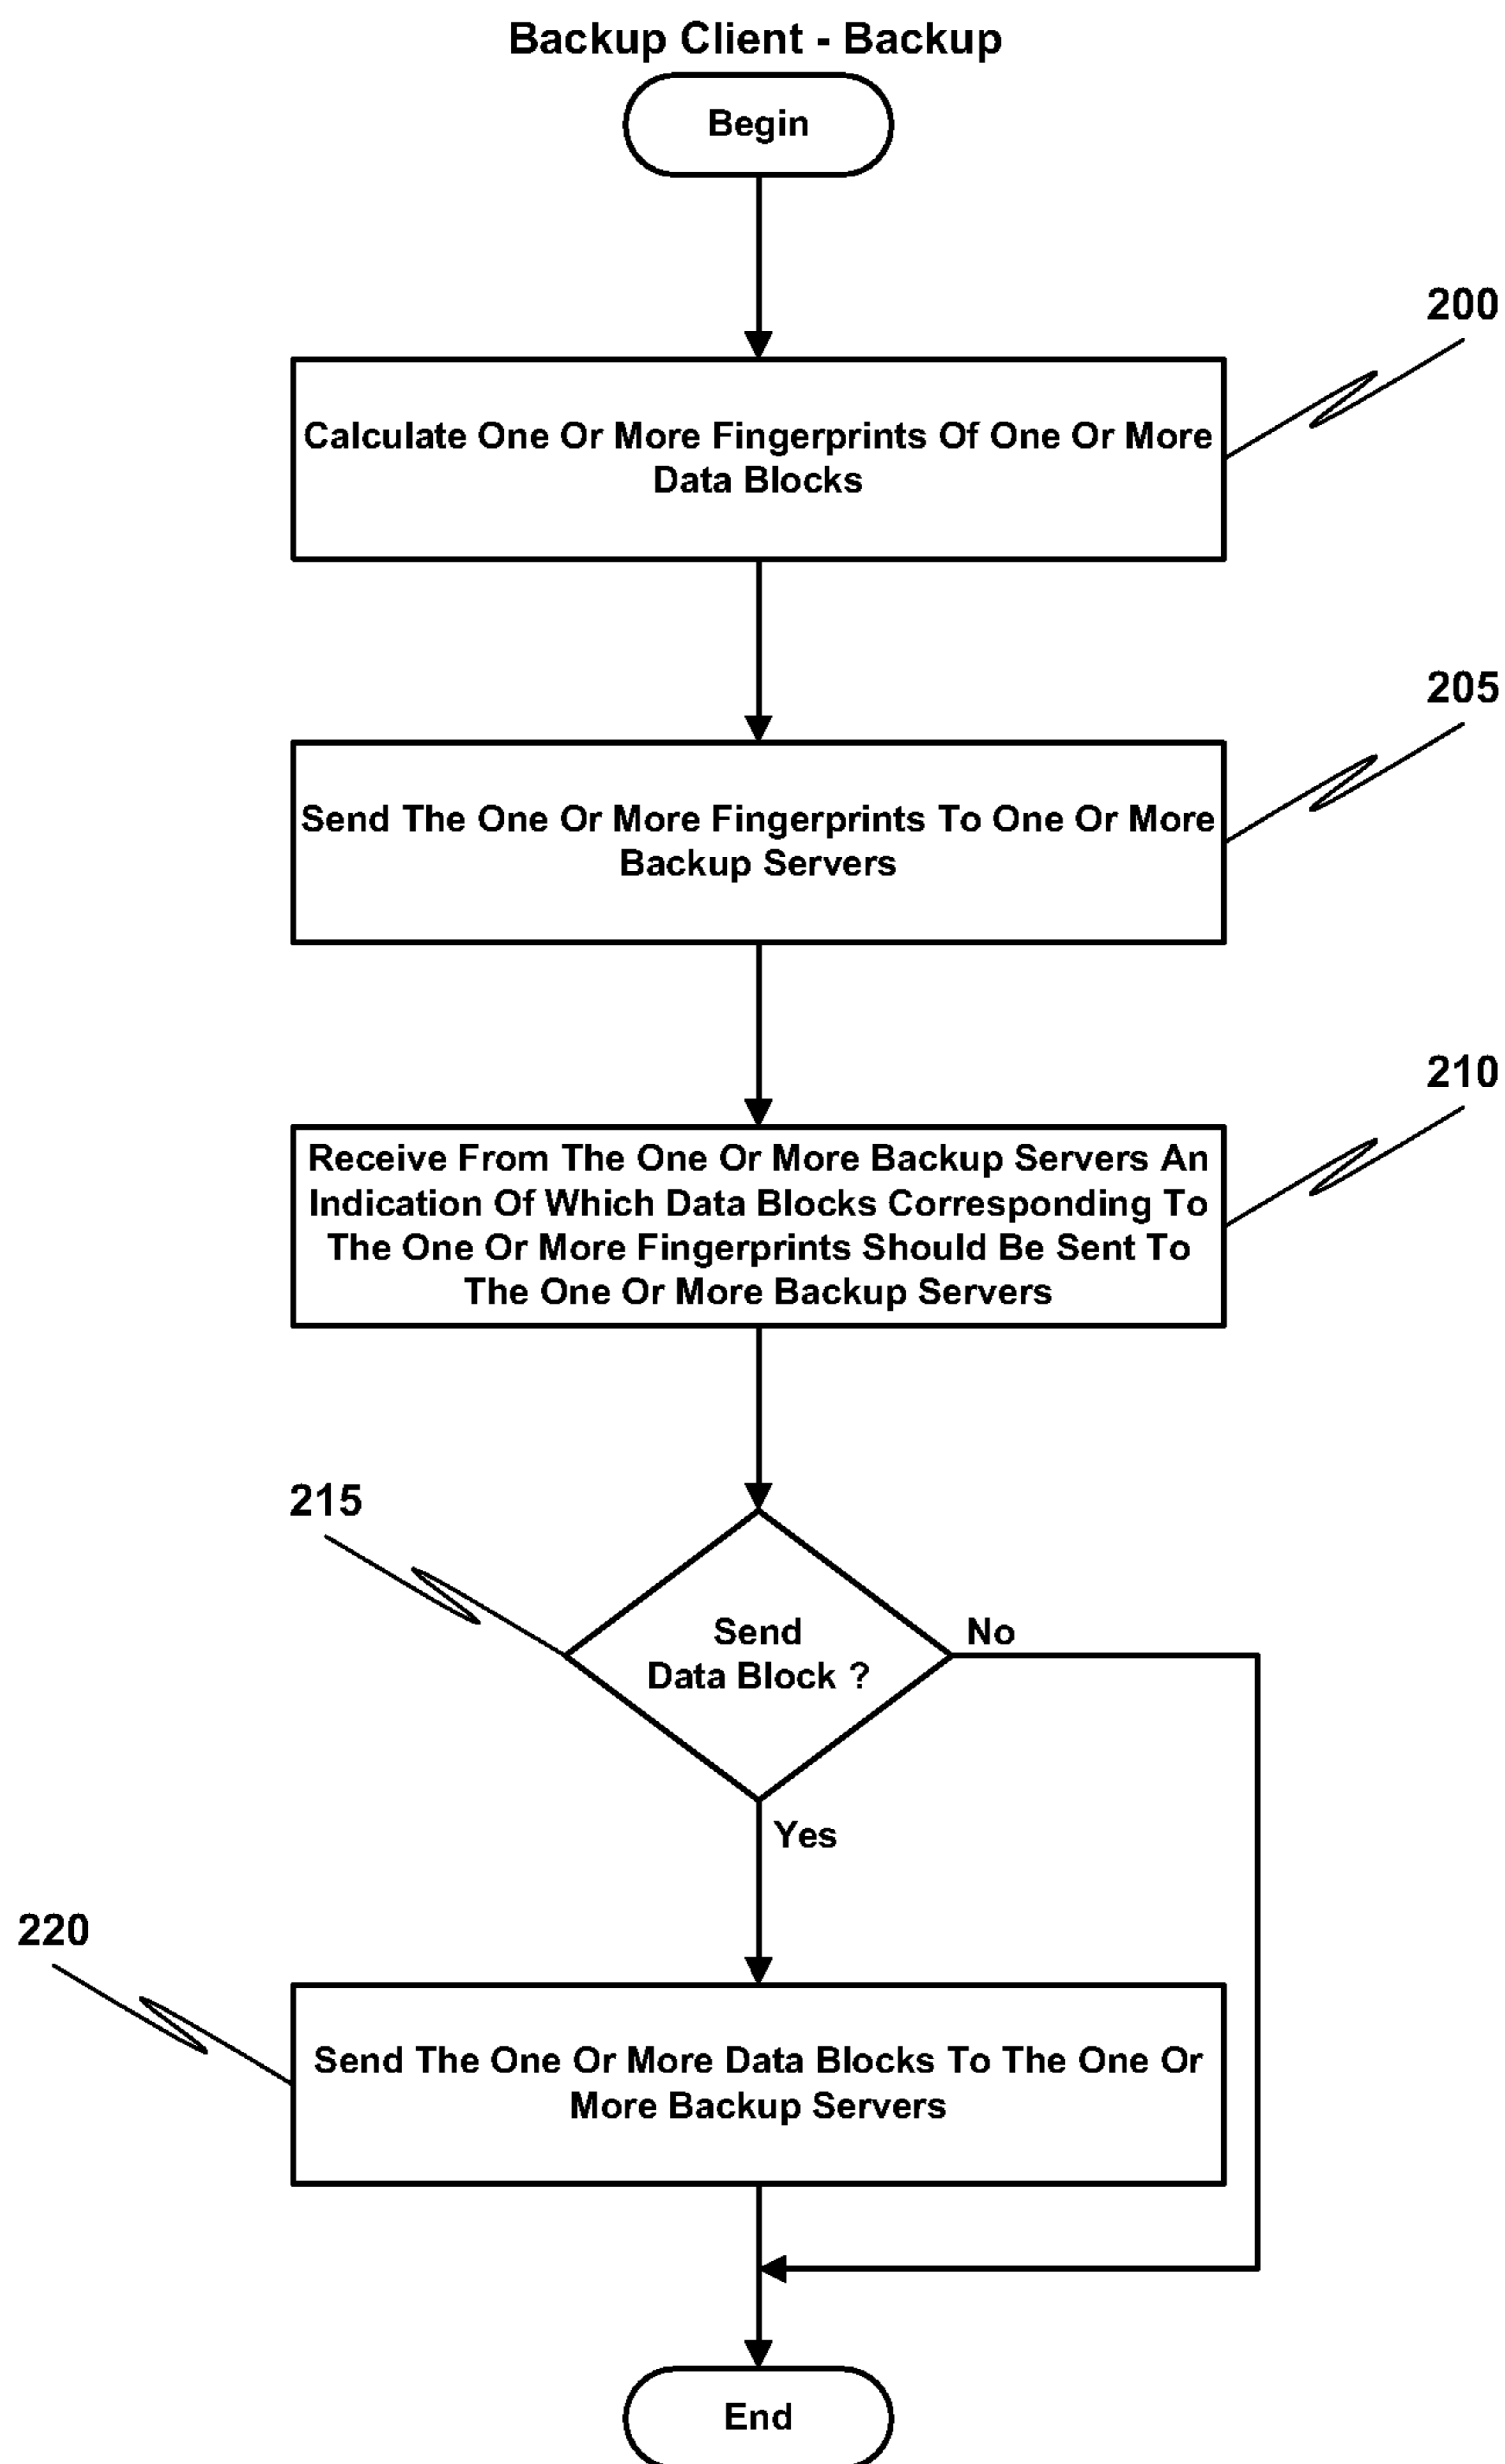 Backup Client - Backup
Begin
200
Calculate One Or More Fingerprints Of One Or More
Data Blocks
205
Send The One Or More Fingerprints To One Or More
Backup Servers
210
Receive From The One Or More Backup Servers An
Indication Of Which Data Blocks Corresponding To
The One Or More Fingerprints Should Be Sent To
The One Or More Backup Servers
215
Send
Data Block ?
No
Yes
220
Send The One Or More Data Blocks To The One Or
More Backup Servers
End